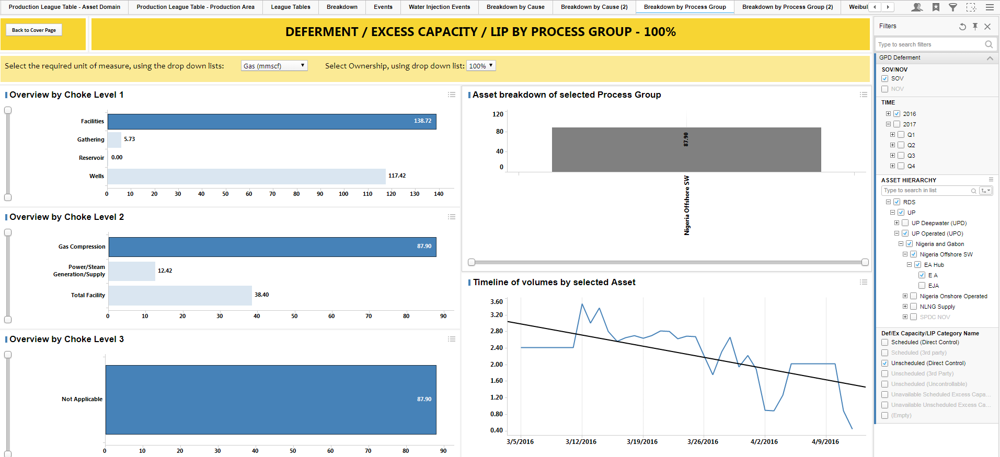 Production League Table - Asset Domain
Production League Table - Production Area
League Tables
Breakdown
Events
Water Injection Events
Breakdown by Cause
Breakdown by Cause (2)
Breakdown by Process Group
Breakdown by Process Group (2)
Weibul
Back to Cover Page
DEFERMENT / EXCESS CAPACITY / LIP BY PROCESS GROUP - 100%
Select the required unit of measure, using the drop down lists:
Gas (mmscf)
Select Ownership, using drop down list:
100%
Overview by Choke Level 1
Facilities
138.72
Gathering
5.73
Reservoir
0.00
Wells
117.42
0 10 20 30 40 50 60 70 80 90 100 110 120 130 140
Overview by Choke Level 2
Gas Compression
87.90
Power/Steam
Generation/Supply
12.42
Total Facility
38.40
0 10 20 30 40 50 60 70 80 90
Overview by Choke Level 3
Not Applicable
87.90
0 10 20 30 40 50 60 70 80 90
Asset breakdown of selected Process Group
120
80
40
0
87.90
Nigeria Offshore SW
Timeline of volumes by selected Asset
3.60
3.20
2.80
2.40
2.00
1.60
1.20
0.80
0.40
3/5/2016 3/12/2016 3/19/2016 3/26/2016 4/2/2016 4/9/2016
Filters
Type to search filters
GPD Deferment
SOV/NOV
SOV
NOV
TIME
2016
2017
Q1
Q2
Q3
Q4
ASSET HIERARCHY
Type to search in list
RDS
UP
UP Deepwater (UPD)
UP Operated (UPO)
Nigeria and Gabon
Nigeria Offshore SW
EA Hub
E A
EJA
Nigeria Onshore Operated
NLNG Supply
SPDC NOV
Def/Ex Capacity/LIP Category Name
Scheduled (Direct Control)
Scheduled (3rd party)
Unscheduled (Direct Control)
Unscheduled (3rd Party)
Unscheduled (Uncontrollable)
Unavailable Scheduled Excess Capa...
Unavailable Unscheduled Excess Ca...
(Empty)